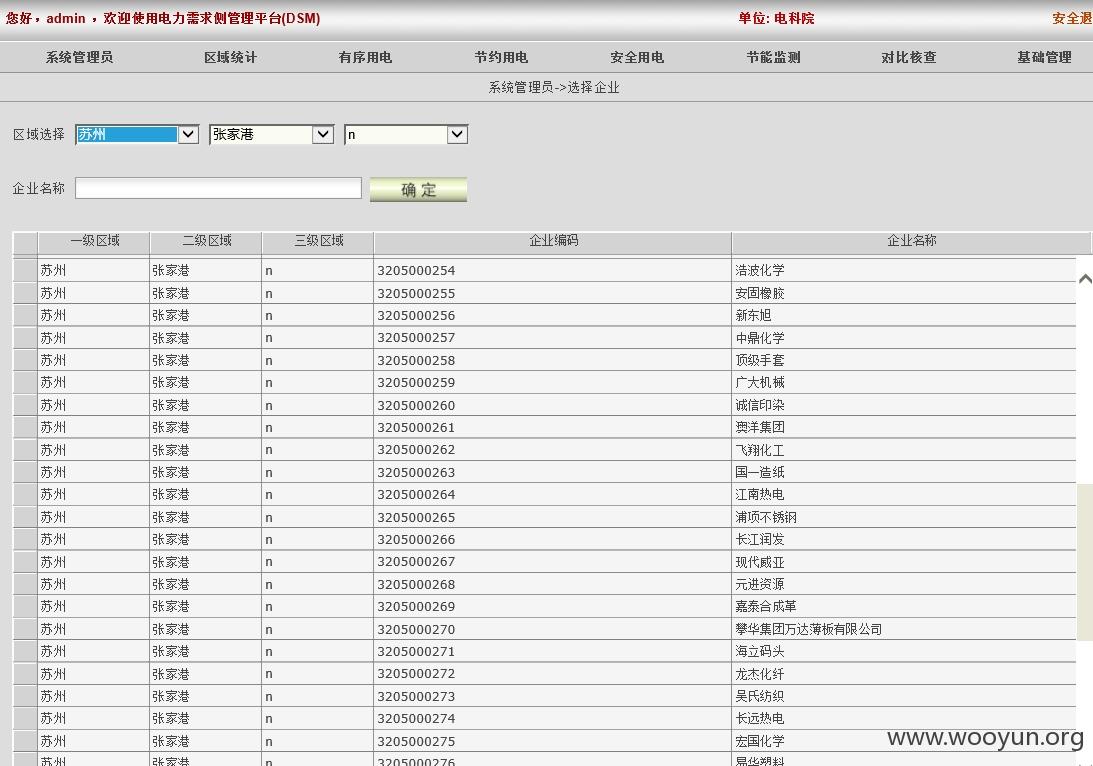 您好，admin ，欢迎使用电力需求侧管理平台(DSM) 单位: 电科院 安全退
系统管理员 区域统计 有序用电 节约用电 安全用电 节能监测 对比核查 基础管理
系统管理员->选择企业
区域选择 苏州 张家港 n
企业名称 确 定
一级区域 二级区域 三级区域 企业编码 企业名称
苏州 张家港 n 3205000254 浩波化学
苏州 张家港 n 3205000255 安固橡胶
苏州 张家港 n 3205000256 新东旭
苏州 张家港 n 3205000257 中鼎化学
苏州 张家港 n 3205000258 顶级手套
苏州 张家港 n 3205000259 广大机械
苏州 张家港 n 3205000260 诚信印染
苏州 张家港 n 3205000261 澳洋集团
苏州 张家港 n 3205000262 飞翔化工
苏州 张家港 n 3205000263 国一造纸
苏州 张家港 n 3205000264 江南热电
苏州 张家港 n 3205000265 浦项不锈钢
苏州 张家港 n 3205000266 长江润发
苏州 张家港 n 3205000267 现代威亚
苏州 张家港 n 3205000268 元进资源
苏州 张家港 n 3205000269 嘉泰合成革
苏州 张家港 n 3205000270 攀华集团万达薄板有限公司
苏州 张家港 n 3205000271 海立码头
苏州 张家港 n 3205000272 龙杰化纤
苏州 张家港 n 3205000273 吴氏纺织
苏州 张家港 n 3205000274 长远热电
苏州 张家港 n 3205000275 宏国化学
苏州 张家港 n 3205000276
www.wooyun.org